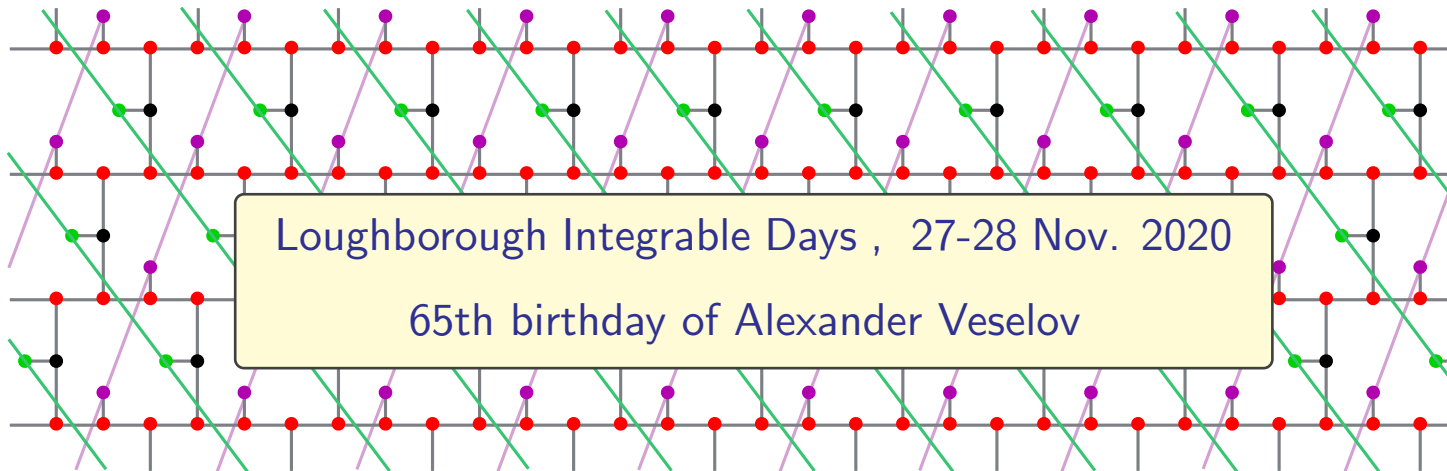 Loughborough Integrable Days , 27-28 Nov. 2020
65th birthday of Alexander Veselov